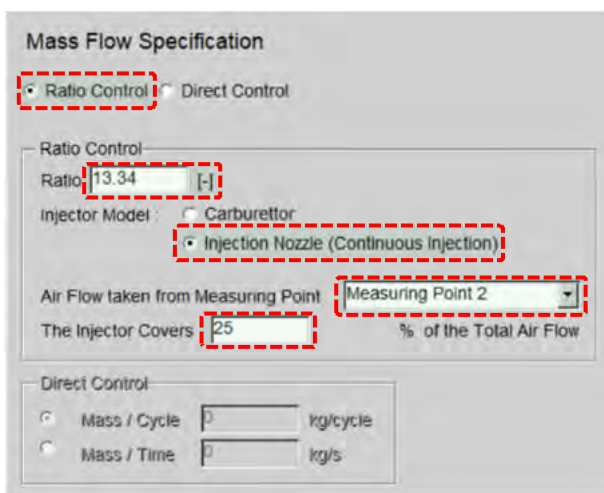 Mass Flow Specification
Ratio Control Direct Control
Ratio Control
Ratio 13.34 [-]
Injector Model : Carburettor
Injection Nozzle (Continuous Injection)
Air Flow taken from Measuring Point Measuring Point 2
The Injector Covers 25 % of the Total Air Flow
Direct Control
Mass / Cycle 0 kg/cycle
Mass / Time 0 kg/s